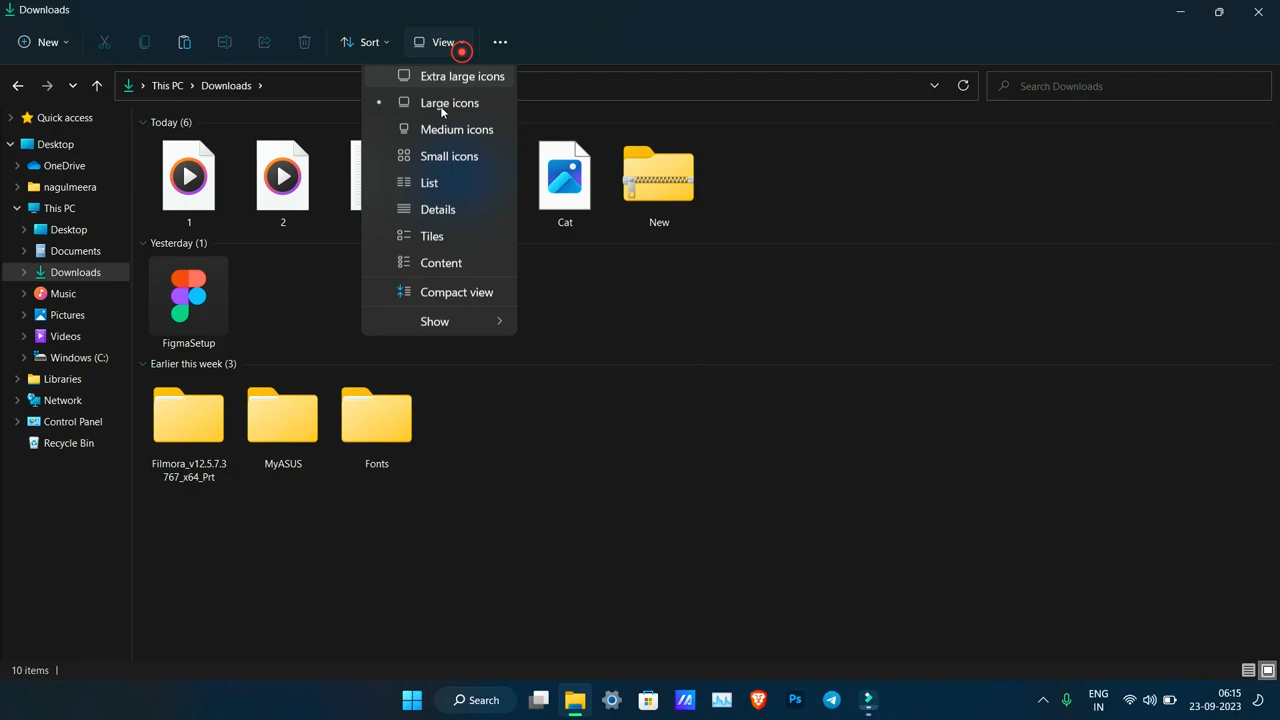 Downloads
New
Sort
View
This PC
Downloads
Search Downloads
Quick access
Desktop
OneDrive
nagulmeera
This PC
Desktop
Documents
Downloads
Music
Pictures
Videos
Windows (C:)
Libraries
Network
Control Panel
Recycle Bin
Extra large icons
Large icons
Medium icons
Small icons
List
Details
Tiles
Content
Compact view
Show
Today (6)
1
2
Cat
New
Yesterday (1)
FigmaSetup
Earlier this week (3)
Filmora_v12.5.7.3
767_x64_Prt
MyASUS
Fonts
10 items
Search
Ps
ENG
IN
06:15
23-09-2023